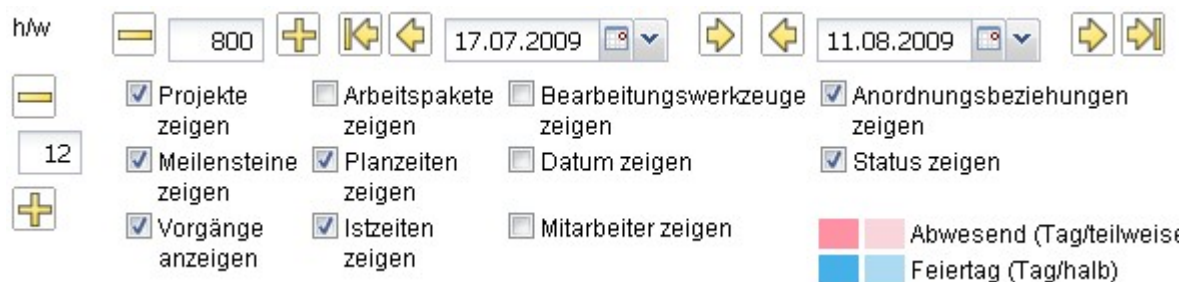 h/w 800 17.07.2009 11.08.2009
Projekte Arbeitspakete Bearbeitungswerkzeuge Anordnungsbeziehungen
zeigen zeigen zeigen zeigen
12 Meilensteine Planzeiten Datum zeigen Status zeigen
zeigen zeigen
Vorgänge Istzeiten Mitarbeiter zeigen
anzeigen zeigen
Abwesend (Tag/teilweise
Feiertag (Tag/halb)